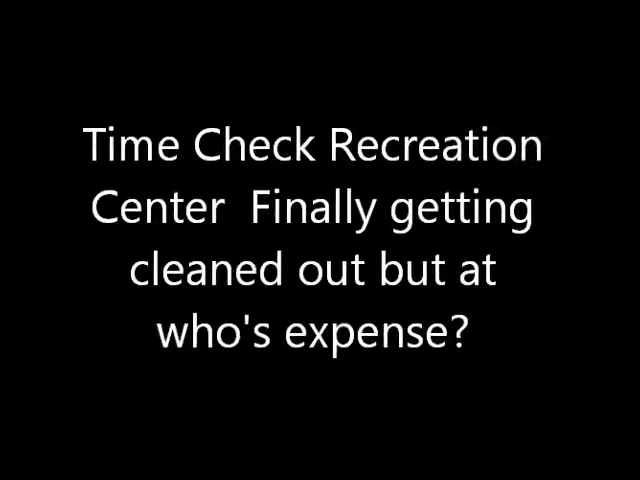 Time Check Recreation
Center  Finally getting
cleaned out but at
who's expense?